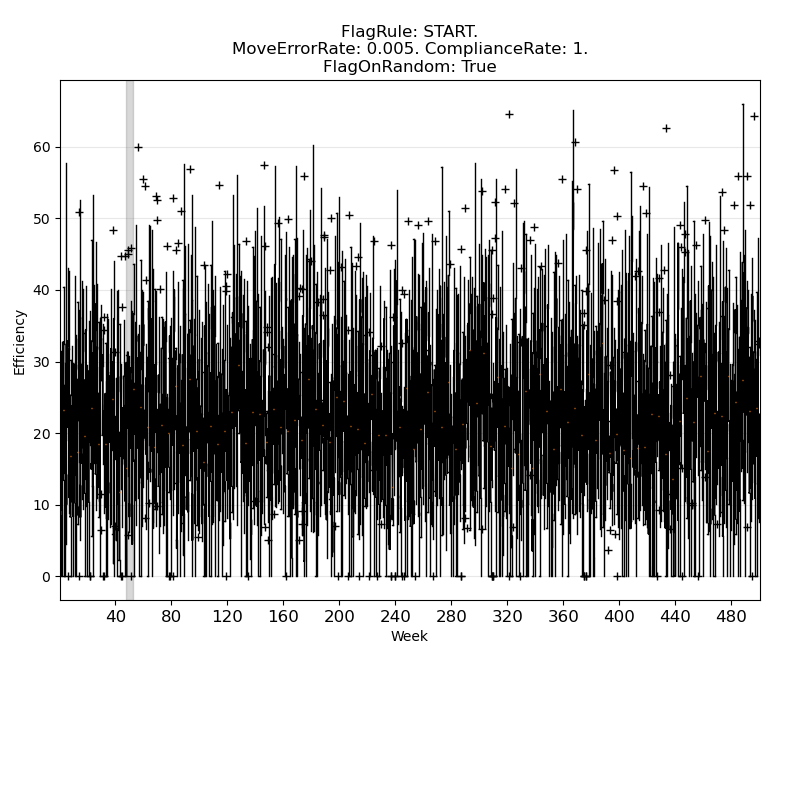 FlagRule: START.
MoveErrorRate: 0.005. ComplianceRate: 1.
FlagOnRandom: True
60
50
40
30
20
10
0
Efficiency
40 80 120 160 200 240 280 320 360 400 440 480
Week